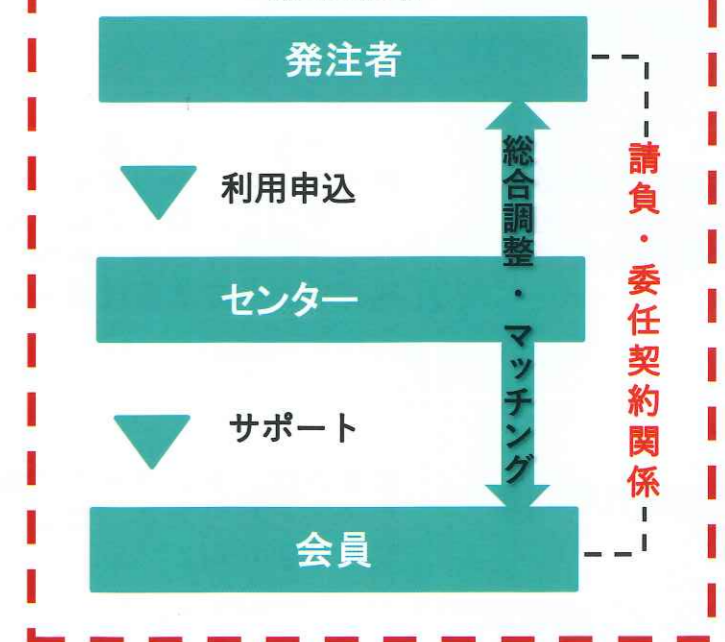 発注者
利用申込
センター
サポート
会員
総合調整・マッチング
請負・委任契約関係